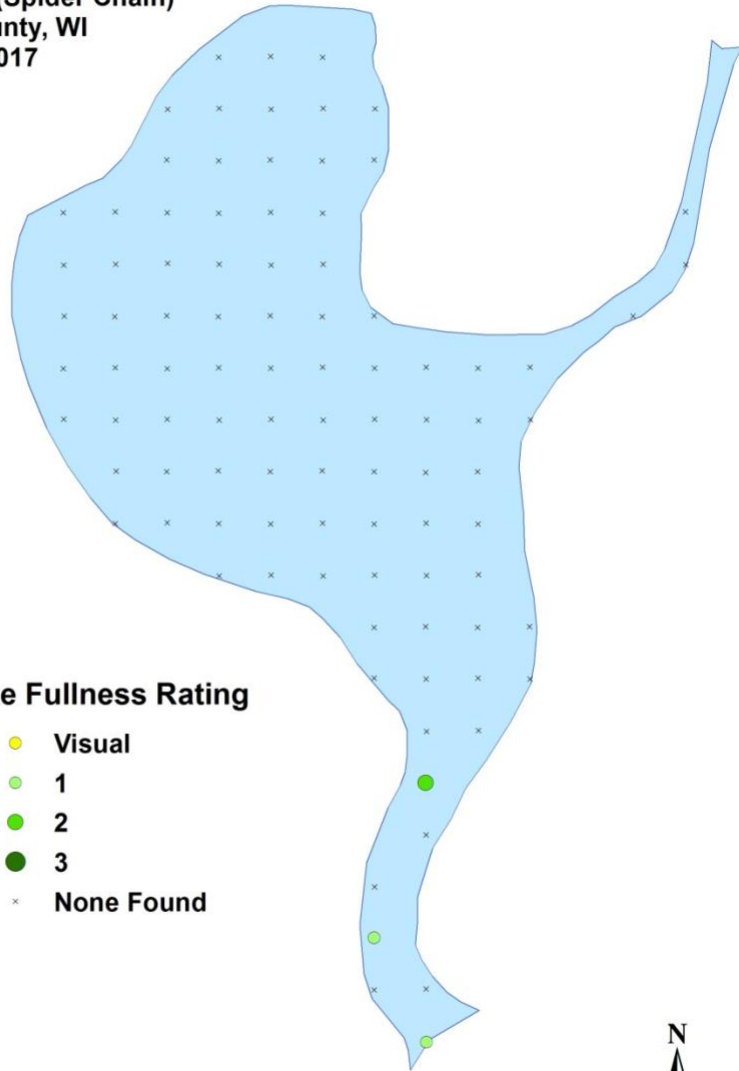 (Spider Chain)
unty, WI
017
e Fullness Rating
Visual
1
2
3
None Found
N